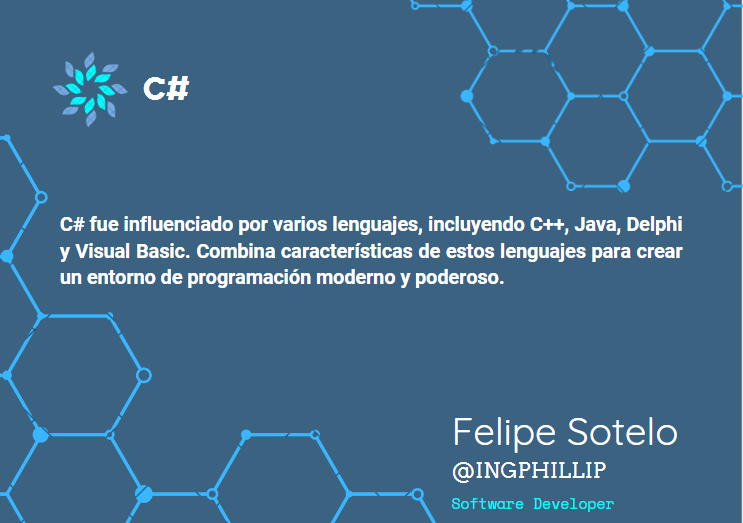 C#
C# fue influenciado por varios lenguajes, incluyendo C++, Java, Delphi
y Visual Basic. Combina características de estos lenguajes para crear
un entorno de programación moderno y poderoso.
Felipe Sotelo
@INGPHILLIP
Software Developer